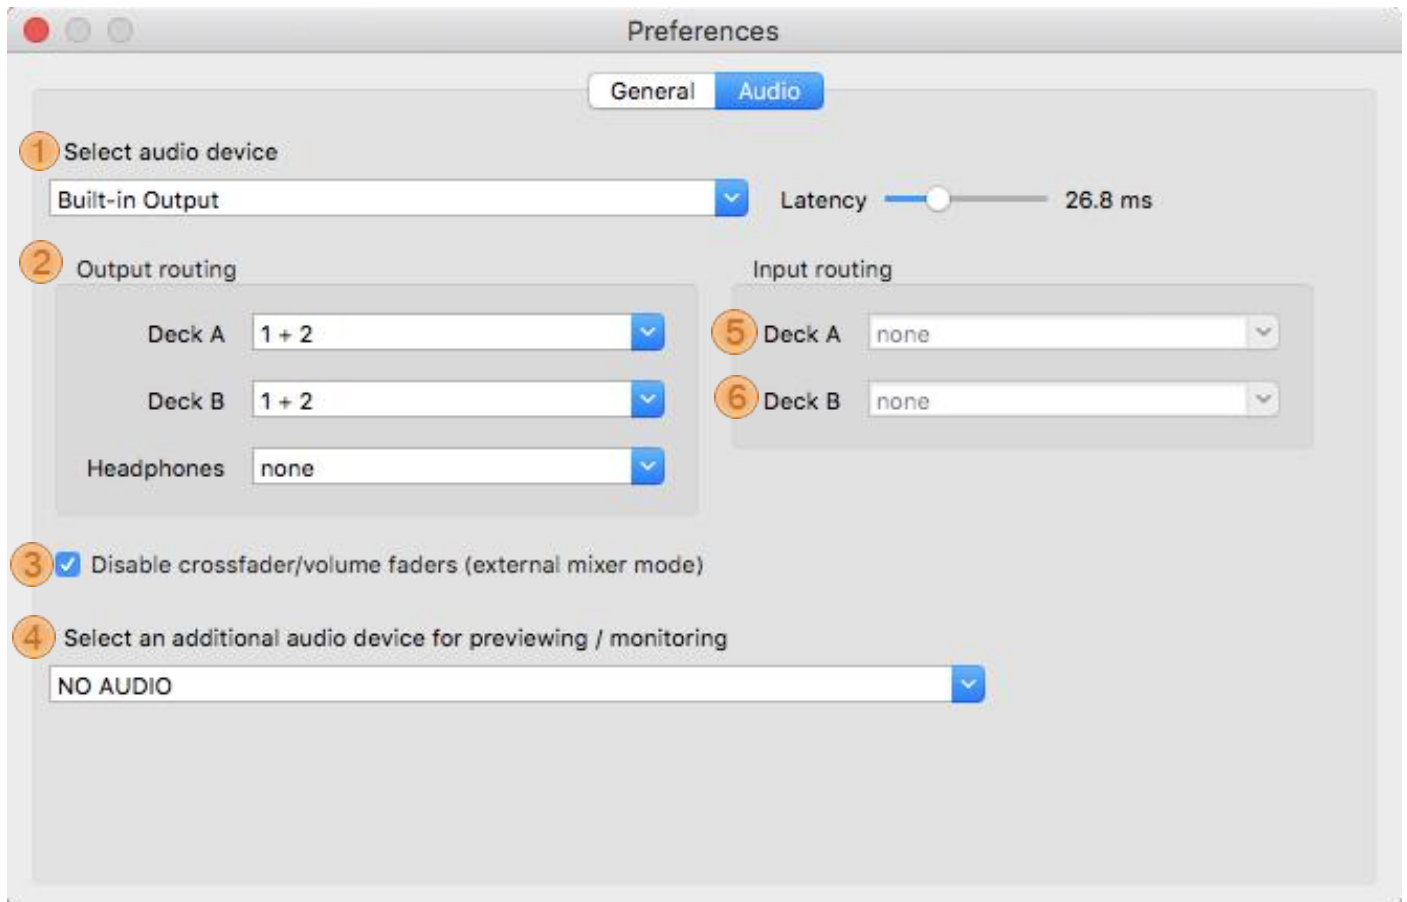 Preferences
General Audio
1 Select audio device
Built-in Output Latency 26.8 ms
2 Output routing Input routing
Deck A 1 + 2 5 Deck A none
Deck B 1 + 2 6 Deck B none
Headphones none
3 Disable crossfader/volume faders (external mixer mode)
4 Select an additional audio device for previewing / monitoring
NO AUDIO